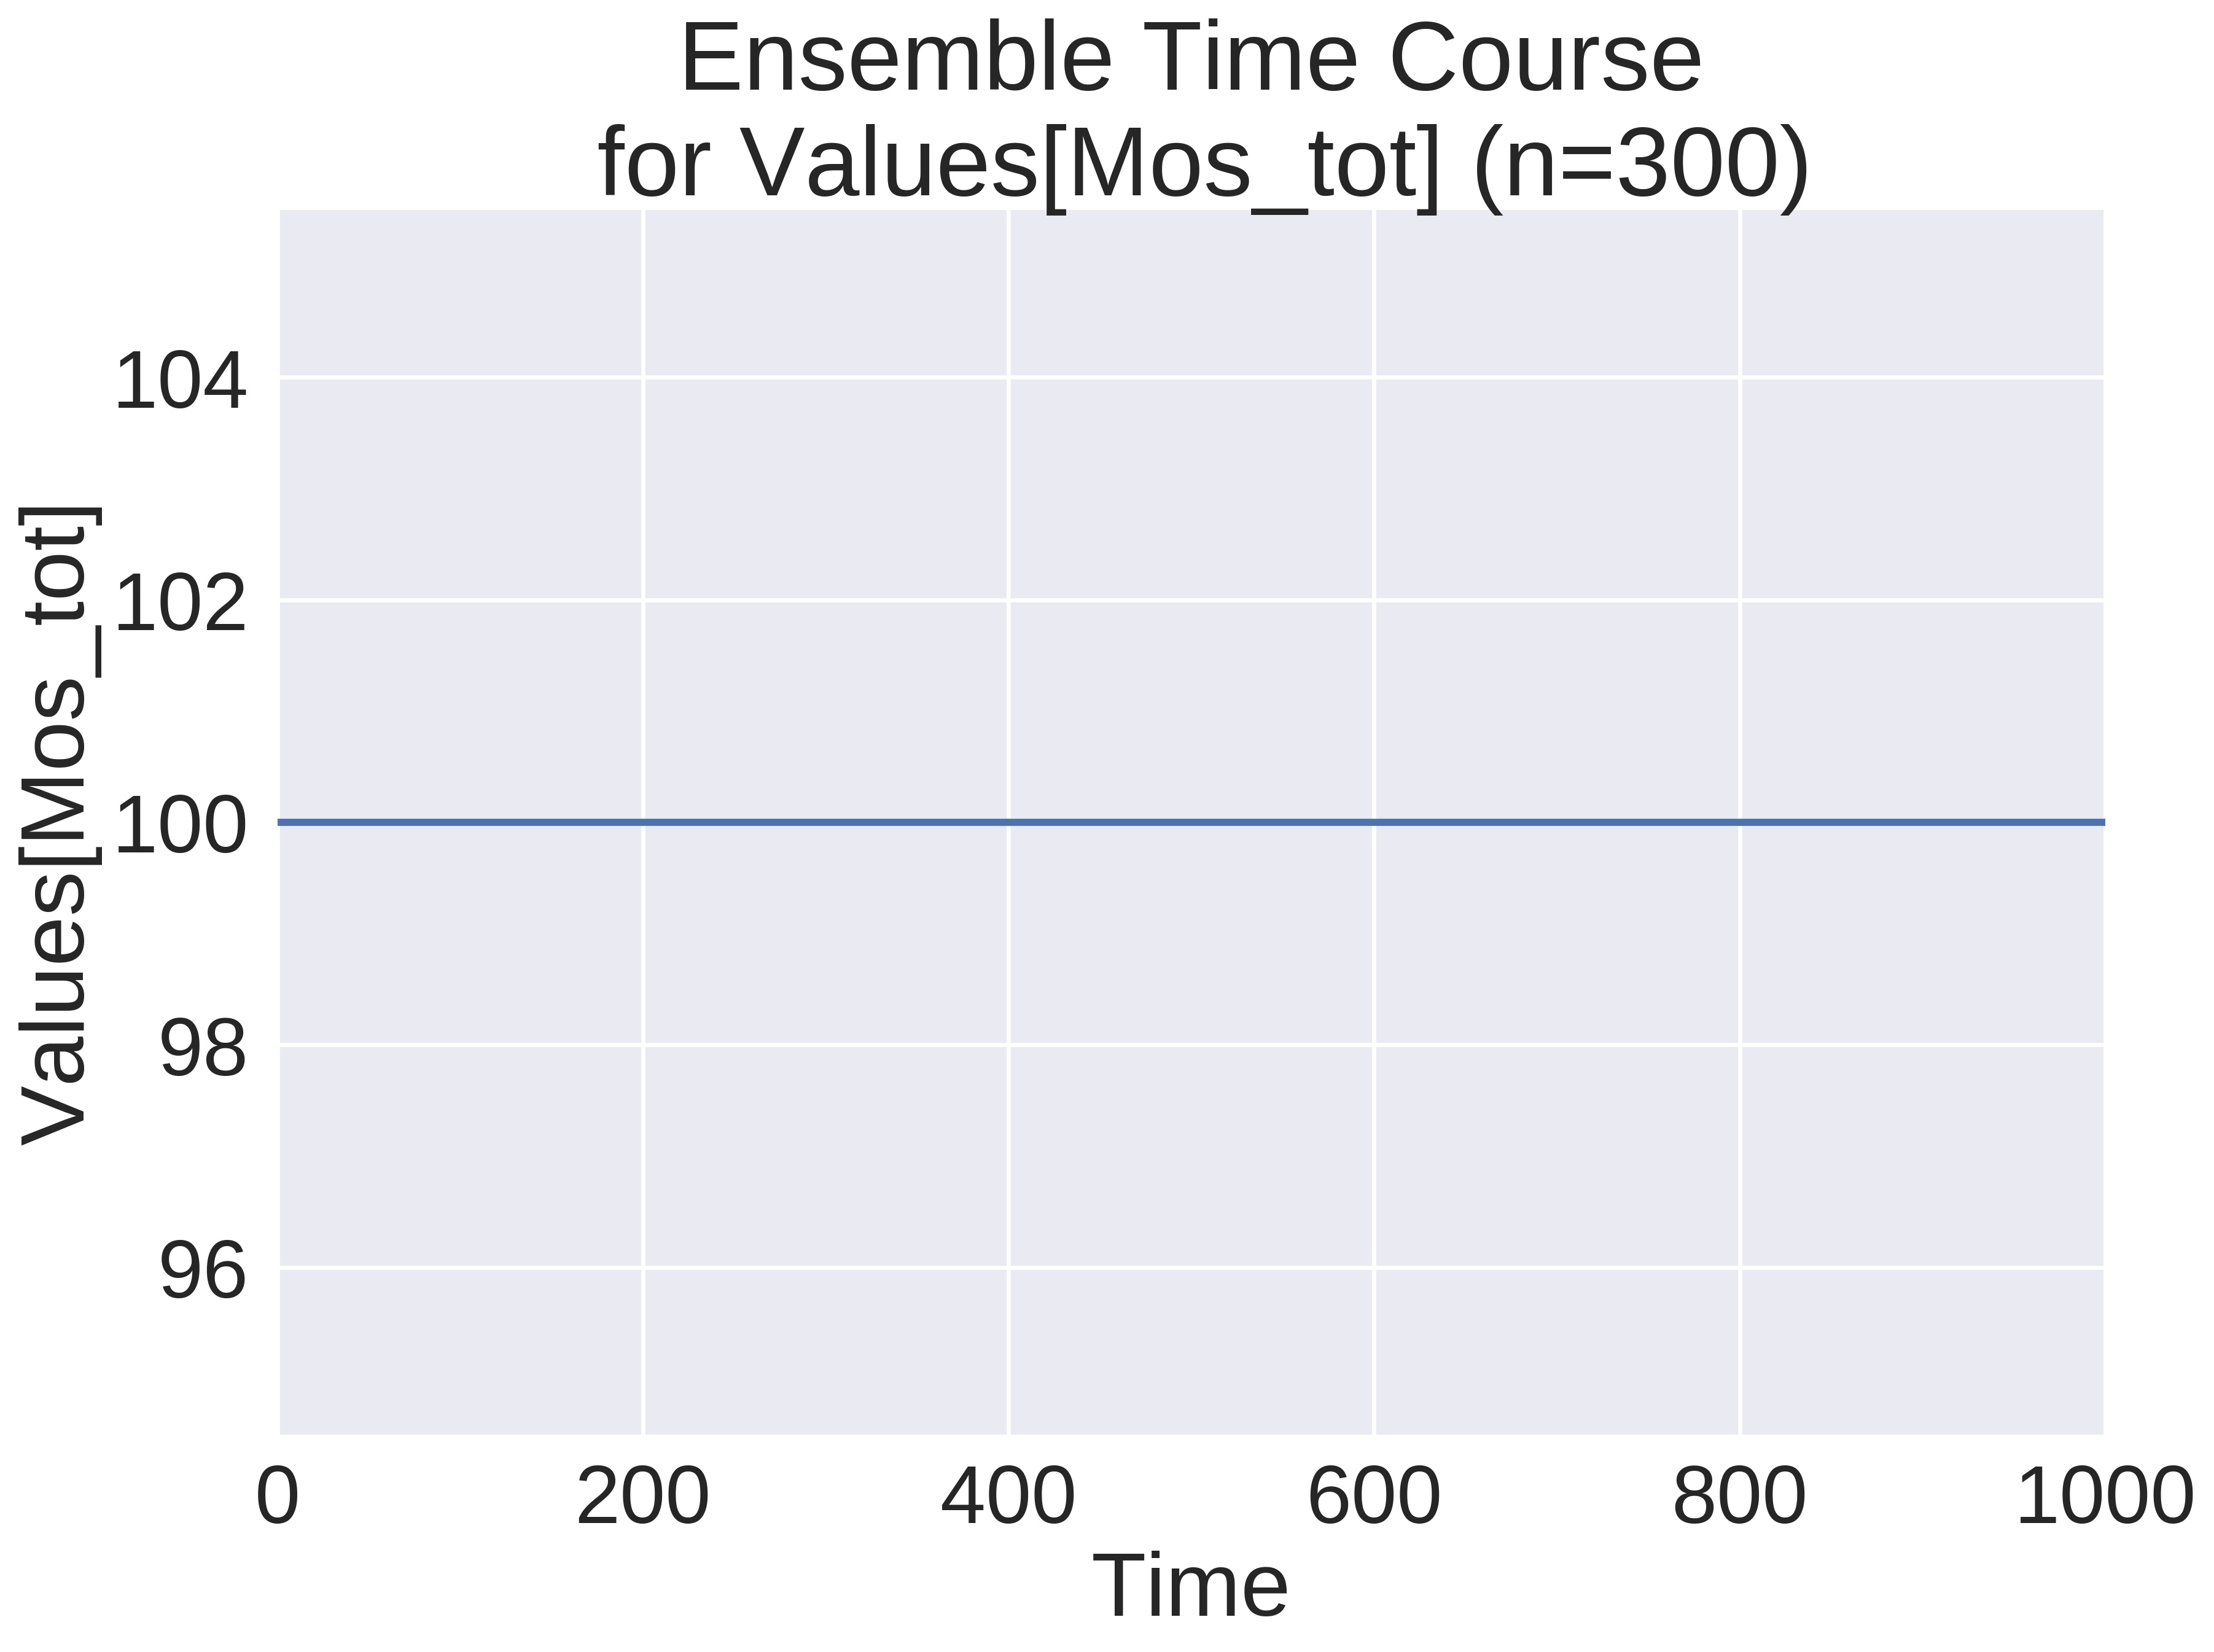 Ensemble Time Course
for Values[Mos_tot] (n=300)
Values[Mos_tot]
104
102
100
98
96
0 200 400 600 800 1000
Time